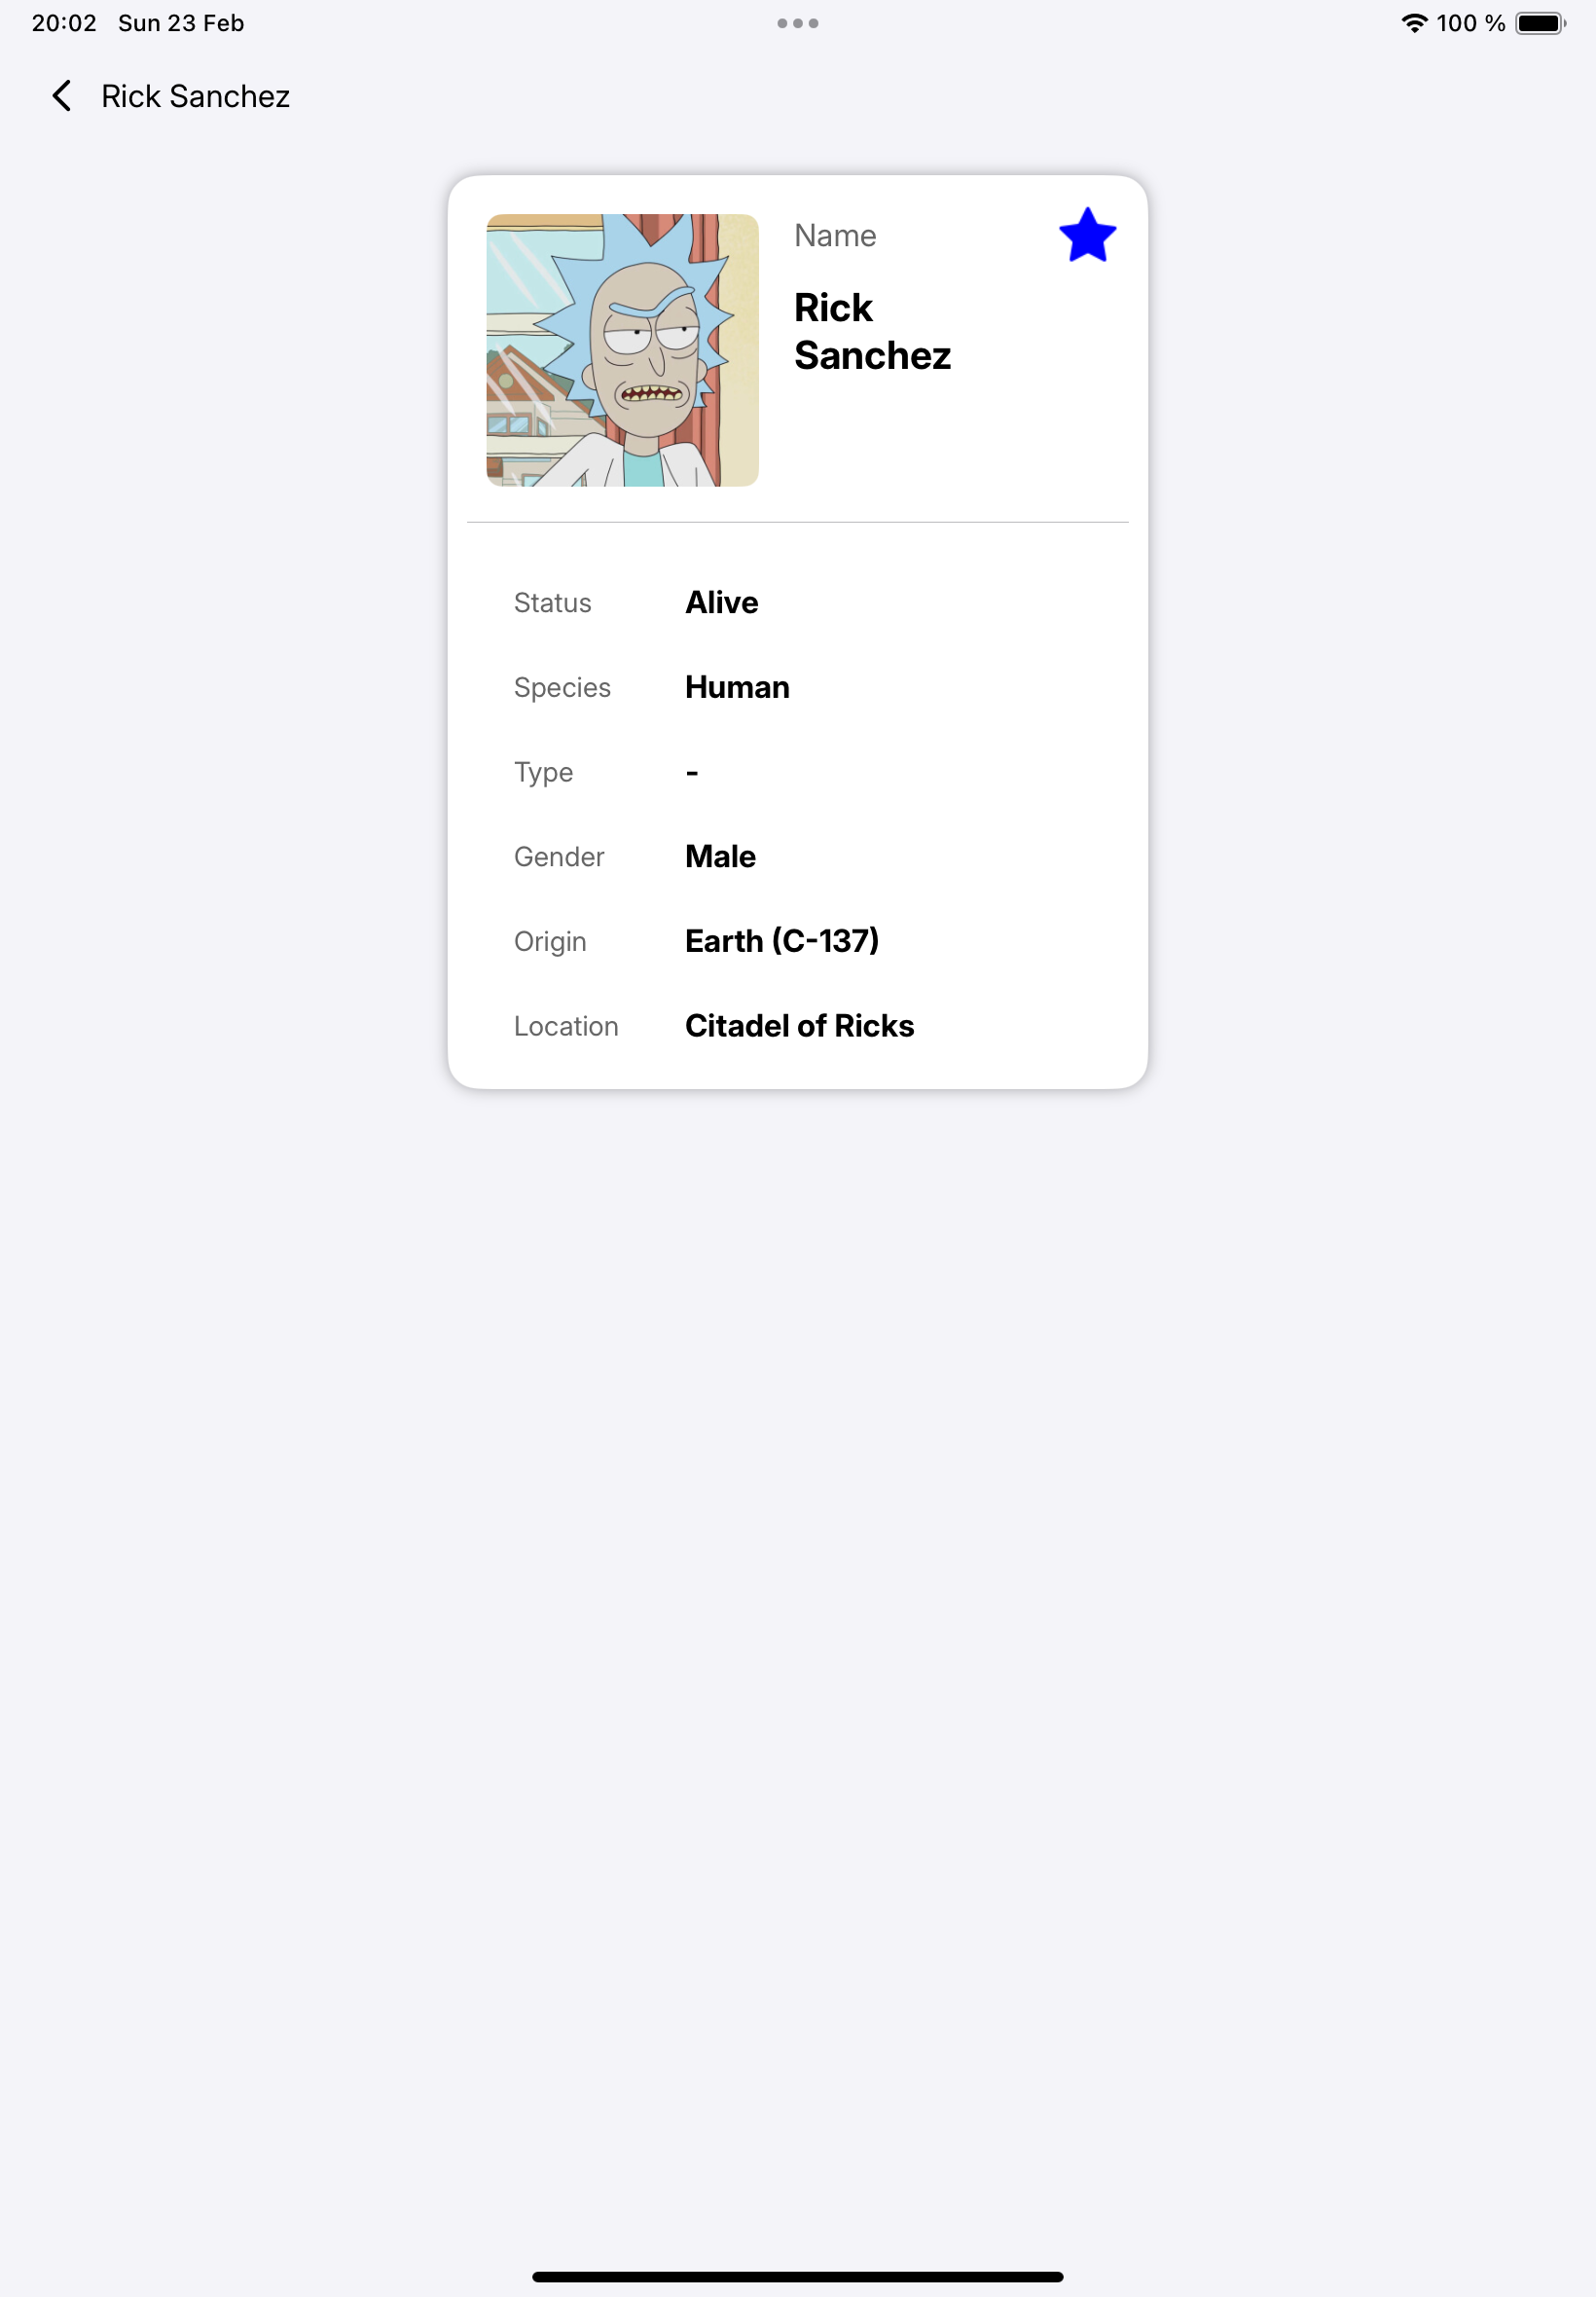 20:02 Sun 23 Feb
100 %
Rick Sanchez
Name
Rick
Sanchez
Status Alive
Species Human
Type -
Gender Male
Origin Earth (C-137)
Location Citadel of Ricks